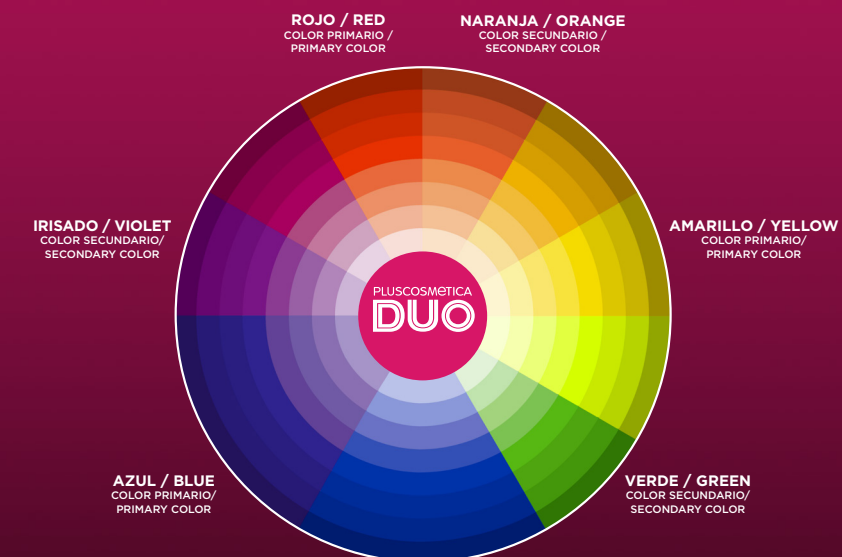 ROJO / RED
COLOR PRIMARIO /
PRIMARY COLOR
NARANJA / ORANGE
COLOR SECUNDARIO /
SECONDARY COLOR
IRISADO / VIOLET
COLOR SECUNDARIO/
SECONDARY COLOR
AMARILLO / YELLOW
COLOR PRIMARIO/
PRIMARY COLOR
PLUSCOSMETICA
DUO
AZUL / BLUE
COLOR PRIMARIO/
PRIMARY COLOR
VERDE / GREEN
COLOR SECUNDARIO/
SECONDARY COLOR